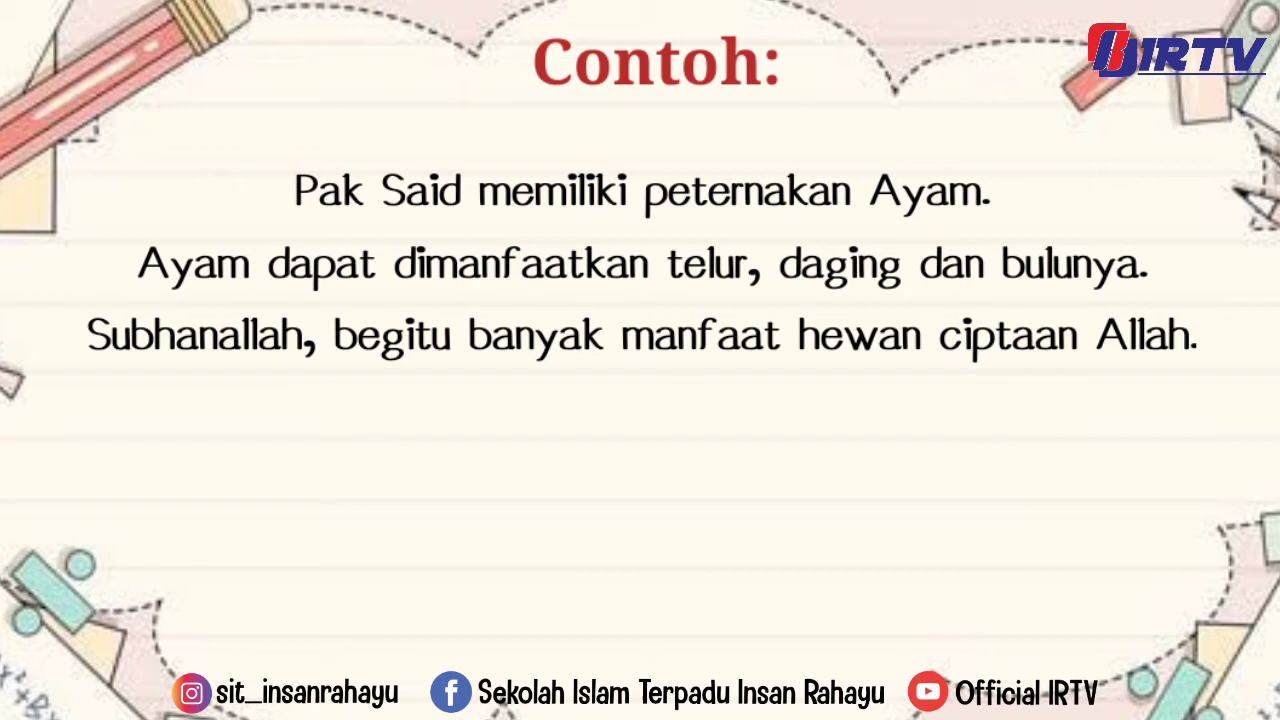 Contoh:
IRTV
Pak Said memiliki peternakan Ayam.
Ayam dapat dimanfaatkan telur, daging dan bulunya.
Subhanallah, begitu banyak manfaat hewan ciptaan Allah.
sit_insanrahayu
Sekolah Islam Terpadu Insan Rahayu
Official IRTV